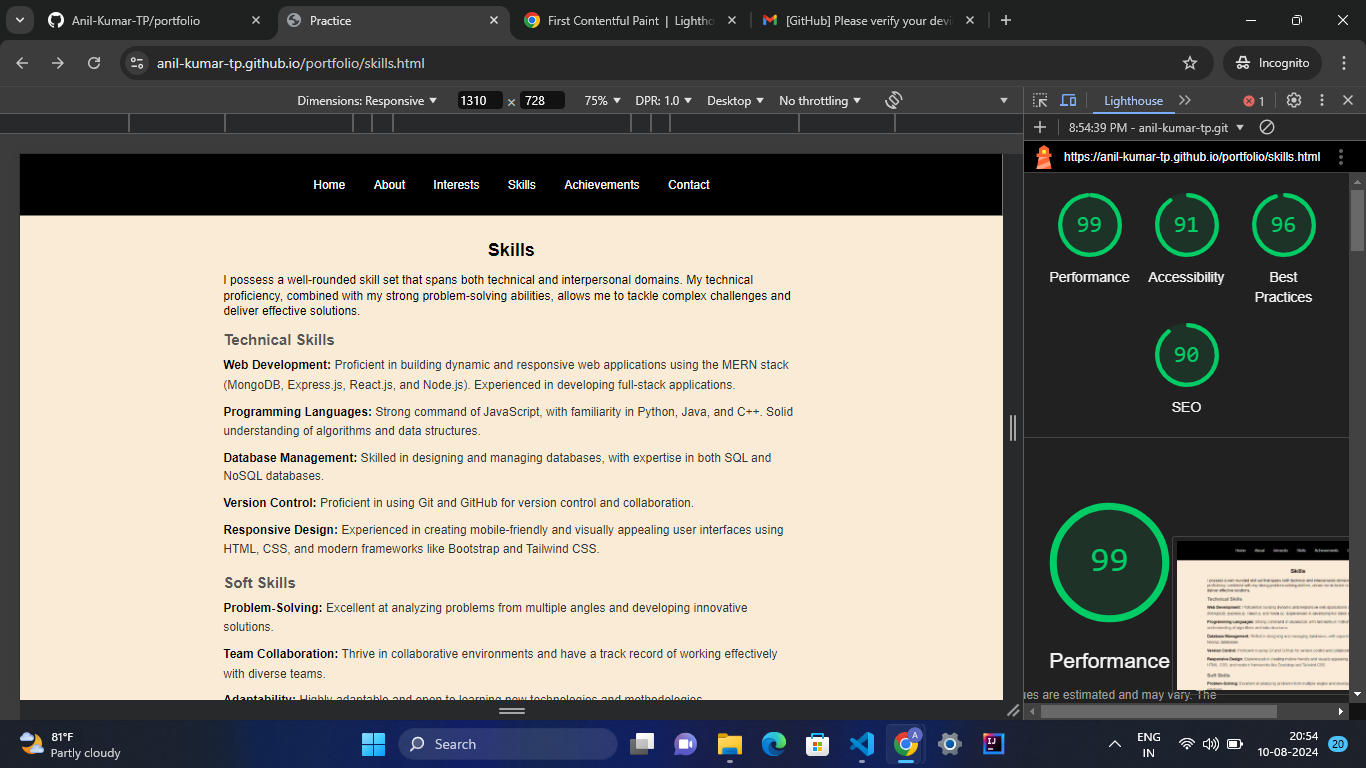 Anil-Kumar-TP/portfolio
Practice
First Contentful Paint | Lightho
[GitHub] Please verify your devi
anil-kumar-tp.github.io/portfolio/skills.html
Incognito
Dimensions: Responsive
1310 × 728
75%
DPR: 1.0
Desktop
No throttling
Lighthouse
1
8:54:39 PM - anil-kumar-tp.git
https://anil-kumar-tp.github.io/portfolio/skills.html
Home About Interests Skills Achievements Contact
Skills
I possess a well-rounded skill set that spans both technical and interpersonal domains. My technical
proficiency, combined with my strong problem-solving abilities, allows me to tackle complex challenges and
deliver effective solutions.
Technical Skills
Web Development: Proficient in building dynamic and responsive web applications using the MERN stack
(MongoDB, Express.js, React.js, and Node.js). Experienced in developing full-stack applications.
Programming Languages: Strong command of JavaScript, with familiarity in Python, Java, and C++. Solid
understanding of algorithms and data structures.
Database Management: Skilled in designing and managing databases, with expertise in both SQL and
NoSQL databases.
Version Control: Proficient in using Git and GitHub for version control and collaboration.
Responsive Design: Experienced in creating mobile-friendly and visually appealing user interfaces using
HTML, CSS, and modern frameworks like Bootstrap and Tailwind CSS.
Soft Skills
Problem-Solving: Excellent at analyzing problems from multiple angles and developing innovative
solutions.
Team Collaboration: Thrive in collaborative environments and have a track record of working effectively
with diverse teams.
Adaptability: Highly adaptable and open to learning new technologies and methodologies.
99
Performance
91
Accessibility
96
Best
Practices
90
SEO
99
Performance
ues are estimated and may vary. The
81°F
Partly cloudy
Search
A
ENG
IN
20:54
10-08-2024
20